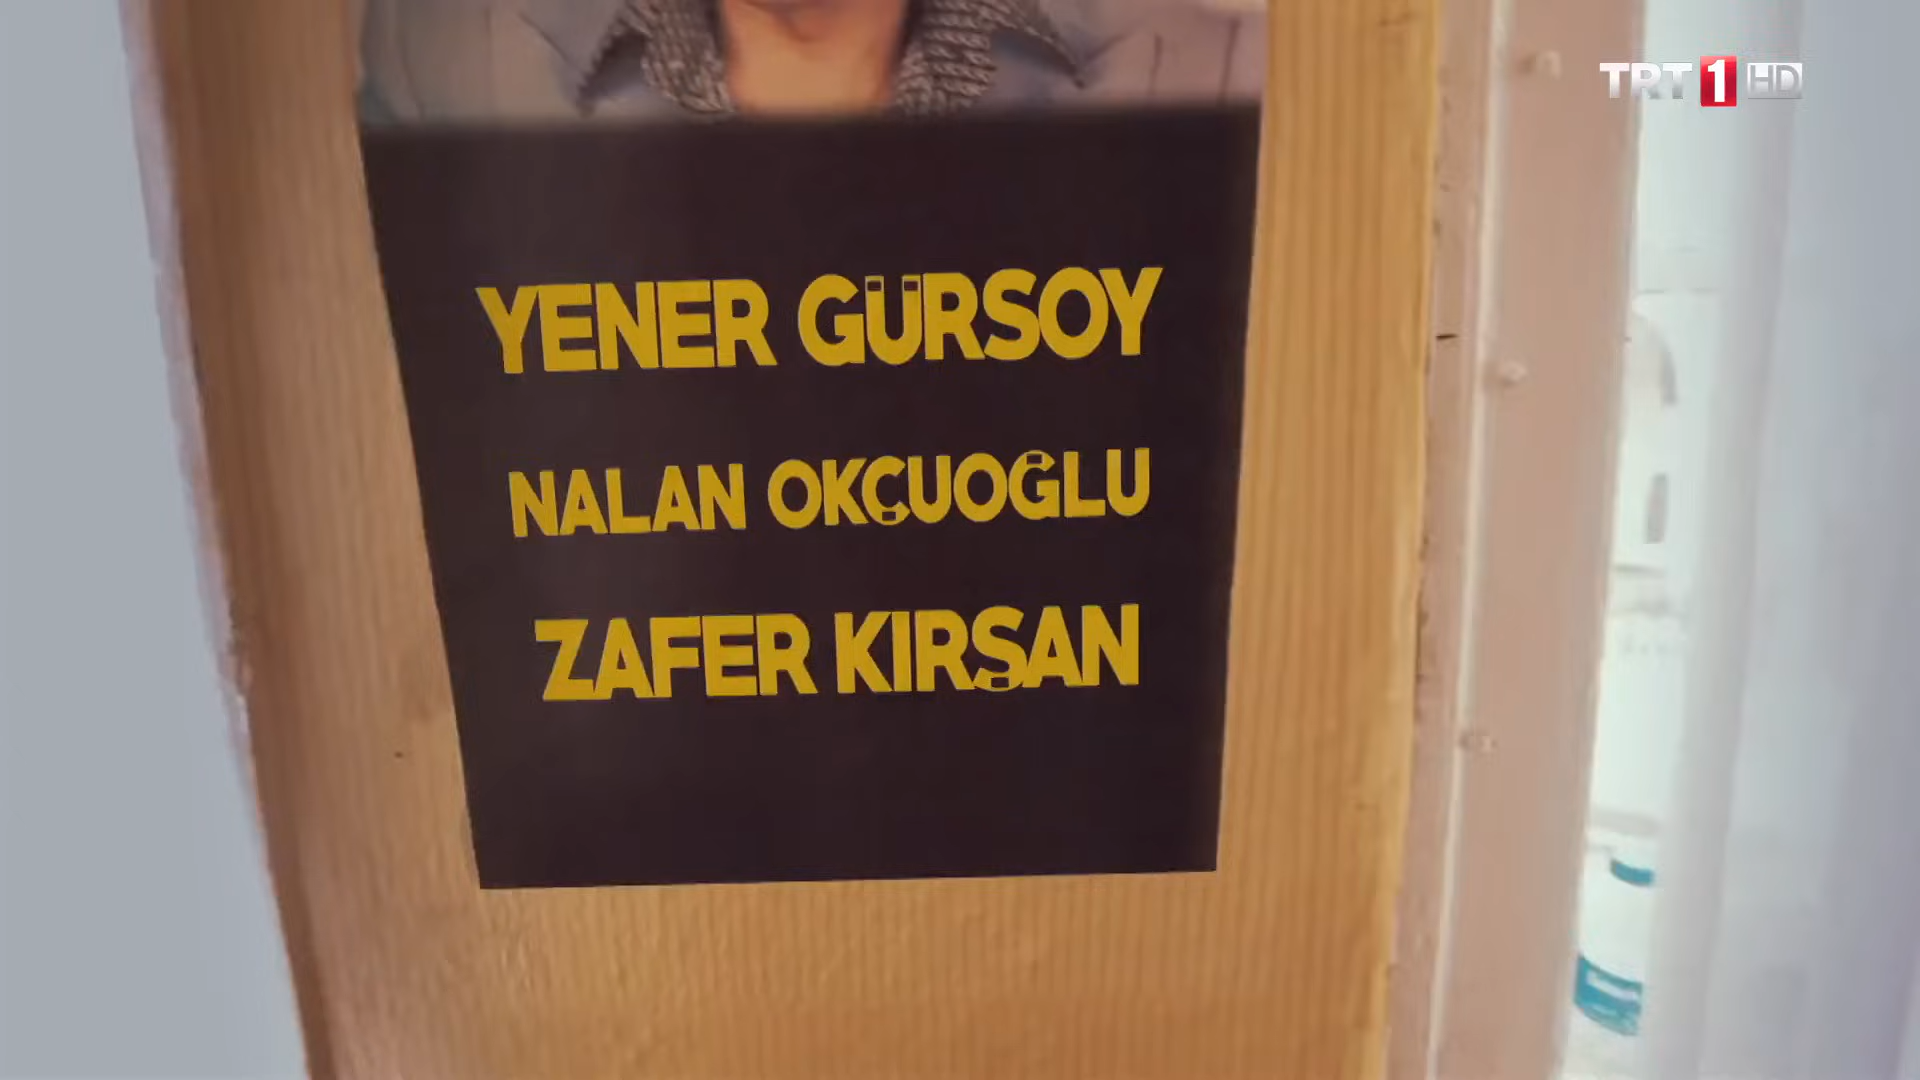 TRT 1 HD
YENER GÜRSOY
NALAN OKÇUOĞLU
ZAFER KIRŞAN